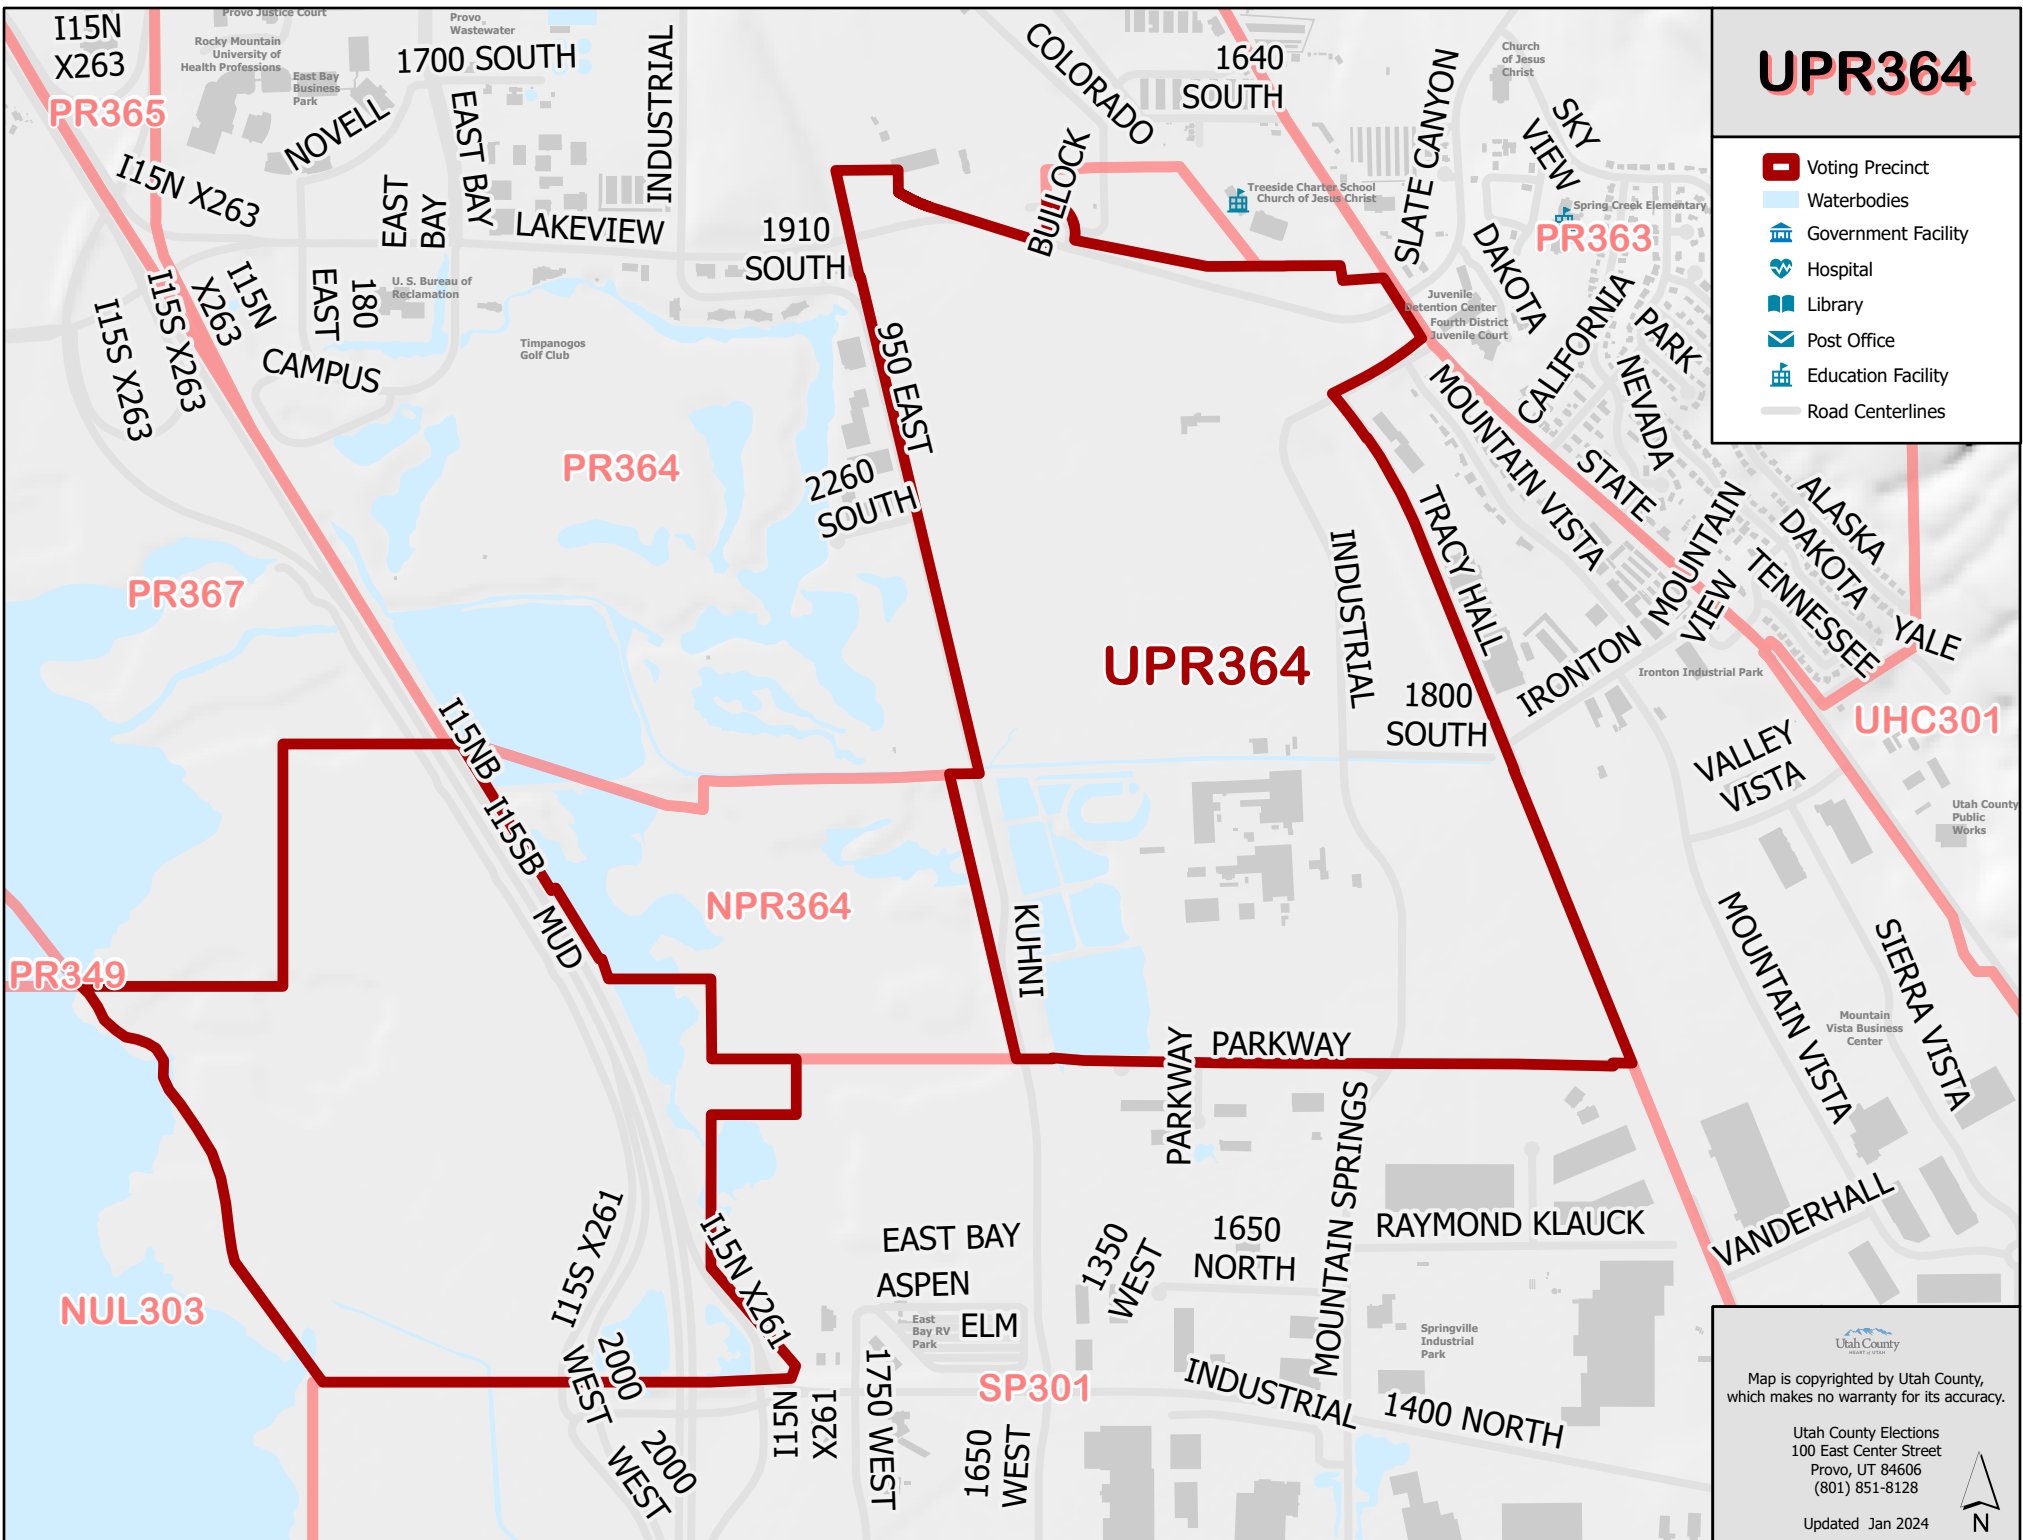 UPR364
Voting Precinct
Waterbodies
Government Facility
Hospital
Library
Post Office
Education Facility
Road Centerlines
I15N
X263
Provo Justice Court
Rocky Mountain
University of
Health Professions
East Bay
Business
Park
Provo
Wastewater
1700 SOUTH
PR365
NOVELL
EAST BAY
INDUSTRIAL
COLORADO
1640
SOUTH
SLATE CANYON
Church
of Jesus
Christ
SKY
VIEW
I15N X263
EAST
BAY
LAKEVIEW
1910
SOUTH
BULLOCK
Treeside Charter School
Church of Jesus Christ
Spring Creek Elementary
PR363
DAKOTA
I15S X263
I15S X263
I15N
X263
180
EAST
U. S. Bureau of
Reclamation
CAMPUS
Timpanogos
Golf Club
950 EAST
Juvenile
Detention Center
Fourth District
Juvenile Court
CALIFORNIA
PARK
NEVADA
MOUNTAIN VISTA
STATE
PR364
2260
SOUTH
TRACY HALL
INDUSTRIAL
MOUNTAIN
VIEW
ALASKA
DAKOTA
TENNESSEE
YALE
PR367
UPR364
IRONTON
Ironton Industrial Park
1800
SOUTH
UHC301
VALLEY
VISTA
I15NB
I15SB
MUD
NPR364
KUHNI
Utah County
Public
Works
PR349
MOUNTAIN VISTA
SIERRA VISTA
Mountain
Vista Business
Center
PARKWAY
PARKWAY
MOUNTAIN SPRINGS
I15S X261
I15N X261
EAST BAY
ASPEN
ELM
East
Bay RV
Park
1350
WEST
1650
NORTH
RAYMOND KLAUCK
VANDERHALL
NUL303
2000
WEST
2000
WEST
I15N
X261
1750 WEST
SP301
1650
WEST
INDUSTRIAL
1400 NORTH
Springville
Industrial
Park
Utah County
HEART of UTAH
Map is copyrighted by Utah County,
which makes no warranty for its accuracy.
Utah County Elections
100 East Center Street
Provo, UT 84606
(801) 851-8128
Updated Jan 2024
N